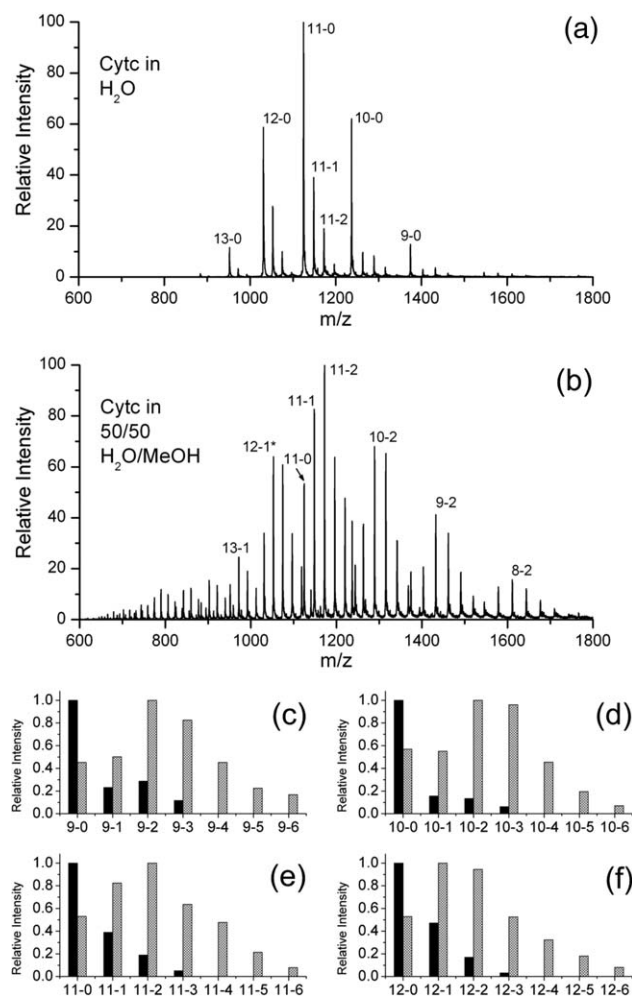 (a)
Cytc in
H₂O
11-0
12-0
10-0
11-1
11-2
13-0
9-0
Relative Intensity
100
80
60
40
20
0
600 800 1000 1200 1400 1600 1800
m/z
(b)
Cytc in
50/50
H₂O/MeOH
11-2
11-1
12-1*
11-0
10-2
13-1
9-2
8-2
Relative Intensity
100
80
60
40
20
0
600 800 1000 1200 1400 1600 1800
m/z
(c)
Relative Intensity
1.0
0.8
0.6
0.4
0.2
0.0
9-0 9-1 9-2 9-3 9-4 9-5 9-6
(d)
Relative Intensity
1.0
0.8
0.6
0.4
0.2
0.0
10-0 10-1 10-2 10-3 10-4 10-5 10-6
(e)
Relative Intensity
1.0
0.8
0.6
0.4
0.2
0.0
11-0 11-1 11-2 11-3 11-4 11-5 11-6
(f)
Relative Intensity
1.0
0.8
0.6
0.4
0.2
0.0
12-0 12-1 12-2 12-3 12-4 12-5 12-6